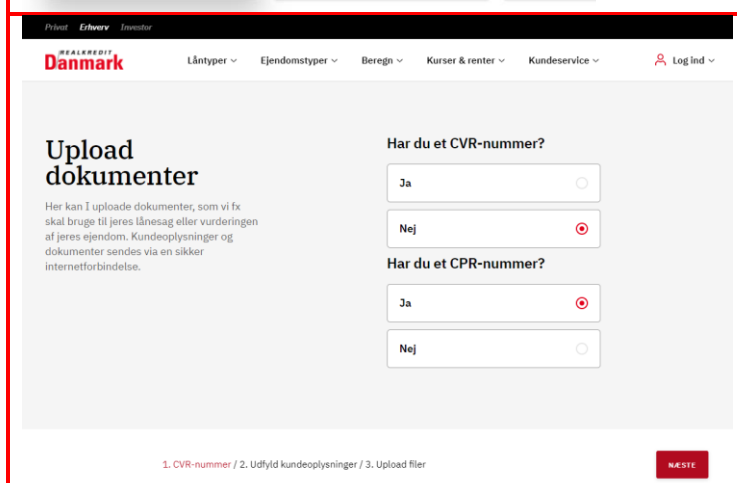 Privat Erhverv Investor
REALKREDIT
Danmark
Låntyper Ejendomstyper Beregn Kurser & renter Kundeservice Log ind
Upload
dokumenter
Her kan I uploade dokumenter, som vi fx
skal bruge til jeres lånesag eller vurderingen
af jeres ejendom. Kundeoplysninger og
dokumenter sendes via en sikker
internetforbindelse.
Har du et CVR-nummer?
Ja
Nej
Har du et CPR-nummer?
Ja
Nej
1. CVR-nummer / 2. Udfyld kundeoplysninger / 3. Upload filer
NÆSTE